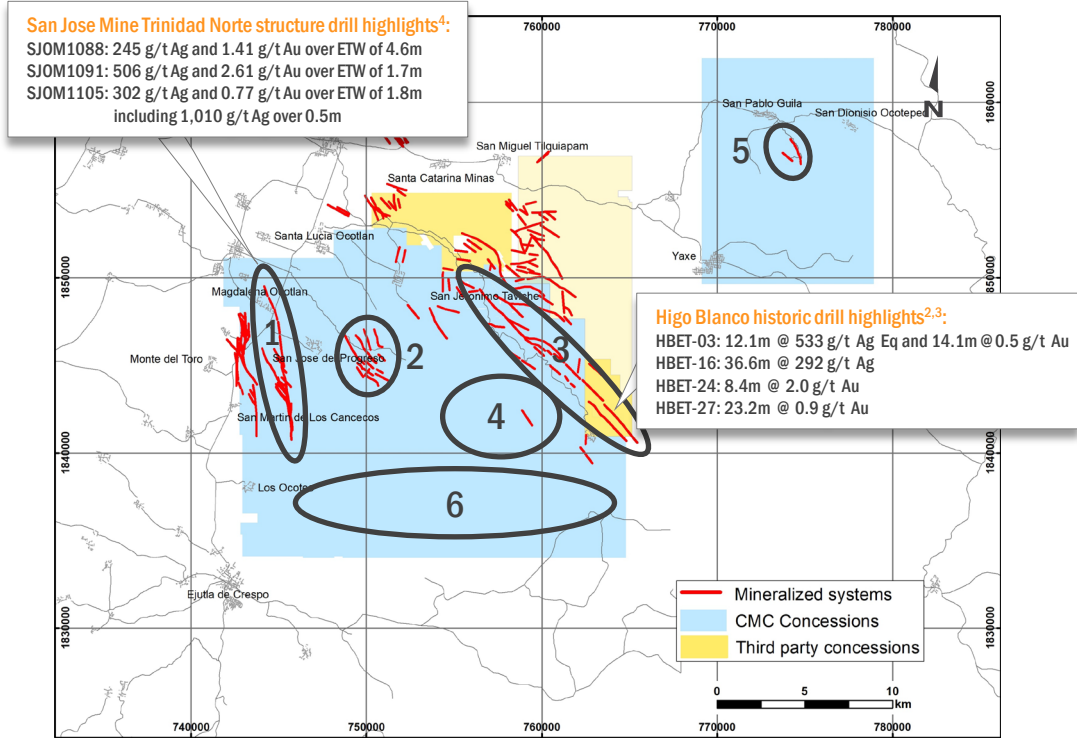 San Jose Mine Trinidad Norte structure drill highlights4:
SJOM1088: 245 g/t Ag and 1.41 g/t Au over ETW of 4.6m
SJOM1091: 506 g/t Ag and 2.61 g/t Au over ETW of 1.7m
SJOM1105: 302 g/t Ag and 0.77 g/t Au over ETW of 1.8m
including 1,010 g/t Ag over 0.5m
760000
770000
780000
1860000
1860000
San Pablo Guila
San Dionisio Ocotepec
N
5
San Miguel Tilquiapam
Santa Catarina Minas
Santa Lucia Ocotlan
Yaxe
1850000
1850000
Magdalena Ocotlan
San Jeronimo Taviche
1
2
3
Monte del Toro
San Jose del Progreso
Higo Blanco historic drill highlights2,3:
HBET-03: 12.1m @ 533 g/t Ag Eq and 14.1m @ 0.5 g/t Au
HBET-16: 36.6m @ 292 g/t Ag
HBET-24: 8.4m @ 2.0 g/t Au
HBET-27: 23.2m @ 0.9 g/t Au
4
San Martin de Los Cancecos
1840000
1840000
Los Ocotes
6
Ejutla de Crespo
1830000
1830000
Mineralized systems
CMC Concessions
Third party concessions
0 5 10
km
740000
750000
760000
770000
780000